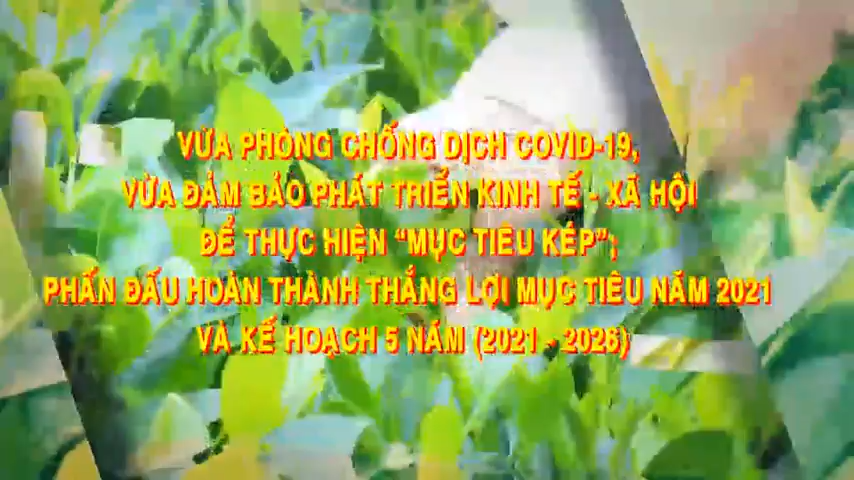 VỪA PHÒNG CHỐNG DỊCH COVID-19,
VỪA ĐẢM BẢO PHÁT TRIỂN KINH TẾ - XÃ HỘI
ĐỂ THỰC HIỆN “MỤC TIÊU KÉP”;
PHẤN ĐẤU HOÀN THÀNH THẮNG LỢI MỤC TIÊU NĂM 2021
VÀ KẾ HOẠCH 5 NĂM (2021 - 2026)